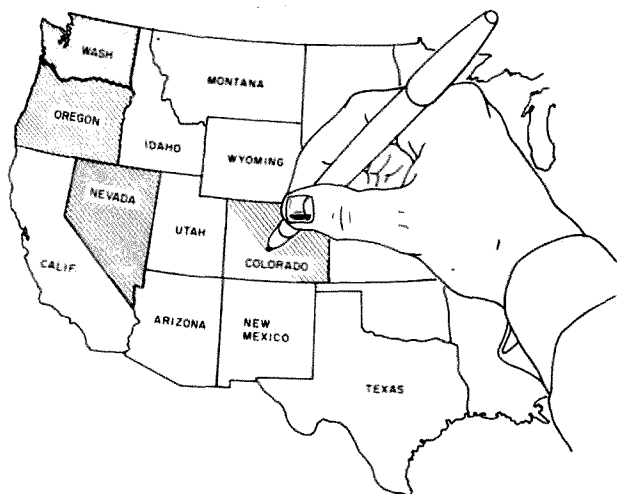 WASH
MONTANA
OREGON
IDAHO
WYOMING
NEVADA
UTAH
COLORADO
CALIF.
ARIZONA
NEW
MEXICO
TEXAS